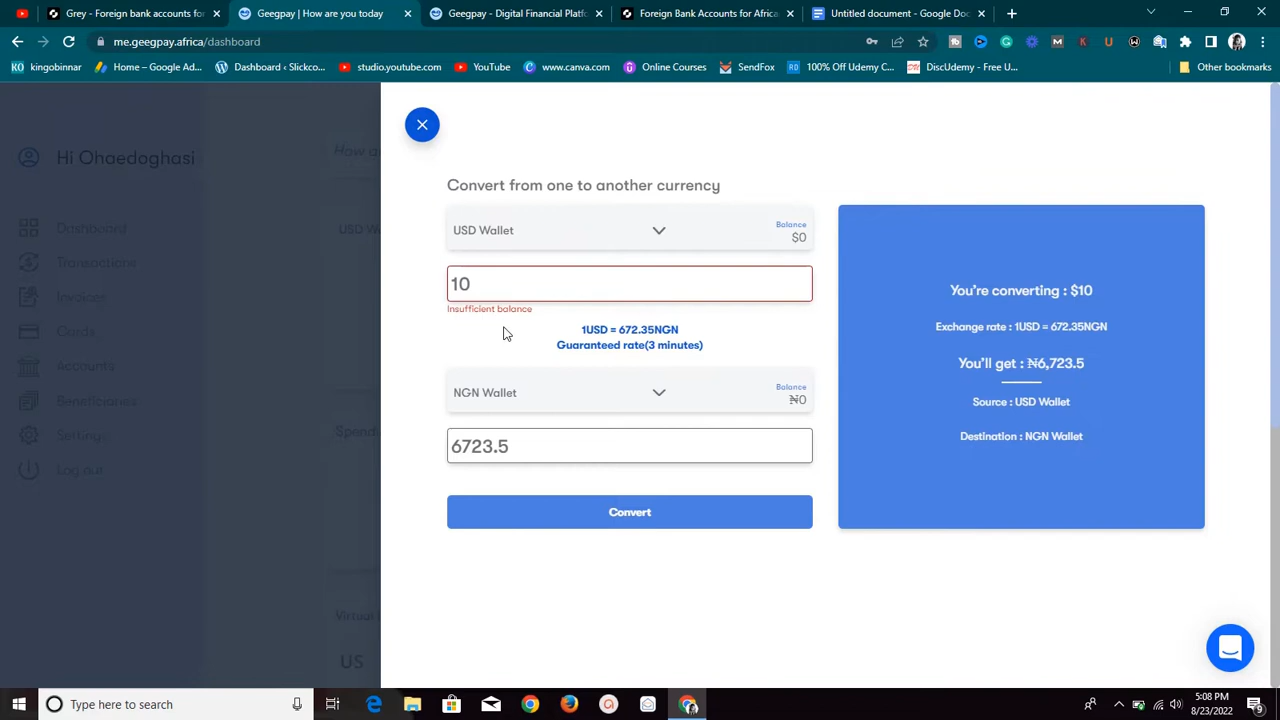 Grey - Foreign bank accounts for
Geegpay | How are you today
Geegpay - Digital Financial Platfo
Foreign Bank Accounts for Africa
Untitled document - Google Doc
me.geegpay.africa/dashboard
kingobinnar
Home – Google Ad...
Dashboard ‹ Slickco...
studio.youtube.com
YouTube
www.canva.com
Online Courses
SendFox
100% Off Udemy C...
DiscUdemy - Free U...
Other bookmarks
Hi Ohaedoghasi
Dashboard
Transactions
Invoices
Cards
Accounts
Beneficiaries
Settings
Log out
How a
USD W
Spendi
Virtual
US
Convert from one to another currency
USD Wallet
Balance
$0
10
Insufficient balance
1USD = 672.35NGN
Guaranteed rate(3 minutes)
NGN Wallet
Balance
₦0
6723.5
Convert
You're converting : $10
Exchange rate : 1USD = 672.35NGN
You'll get : ₦6,723.5
Source : USD Wallet
Destination : NGN Wallet
Type here to search
5:08 PM
8/23/2022